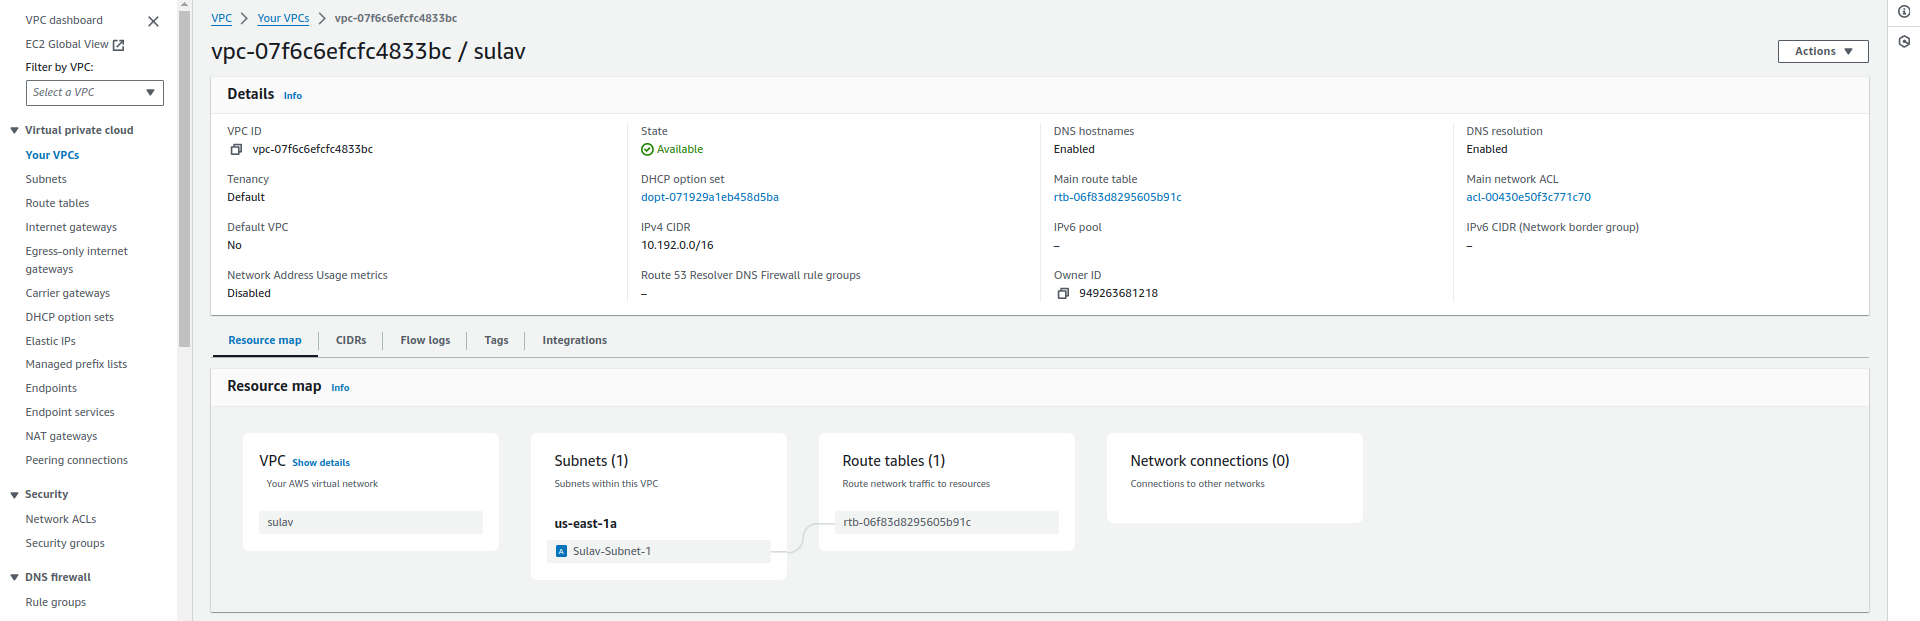 VPC dashboard
EC2 Global View
Filter by VPC:
Select a VPC
Virtual private cloud
Your VPCs
Subnets
Route tables
Internet gateways
Egress-only internet
gateways
Carrier gateways
DHCP option sets
Elastic IPs
Managed prefix lists
Endpoints
Endpoint services
NAT gateways
Peering connections
Security
Network ACLs
Security groups
DNS firewall
Rule groups
VPC > Your VPCs > vpc-07f6c6efcfc4833bc
vpc-07f6c6efcfc4833bc / sulav
Actions
Details Info
VPC ID
vpc-07f6c6efcfc4833bc
State
Available
DNS hostnames
Enabled
DNS resolution
Enabled
Tenancy
Default
DHCP option set
dopt-071929a1eb458d5ba
Main route table
rtb-06f83d8295605b91c
Main network ACL
acl-00430e50f3c771c70
Default VPC
No
IPv4 CIDR
10.192.0.0/16
IPv6 pool
–
IPv6 CIDR (Network border group)
–
Network Address Usage metrics
Disabled
Route 53 Resolver DNS Firewall rule groups
–
Owner ID
949263681218
Resource map
CIDRs
Flow logs
Tags
Integrations
Resource map Info
VPC Show details
Your AWS virtual network
sulav
Subnets (1)
Subnets within this VPC
us-east-1a
A Sulav-Subnet-1
Route tables (1)
Route network traffic to resources
rtb-06f83d8295605b91c
Network connections (0)
Connections to other networks